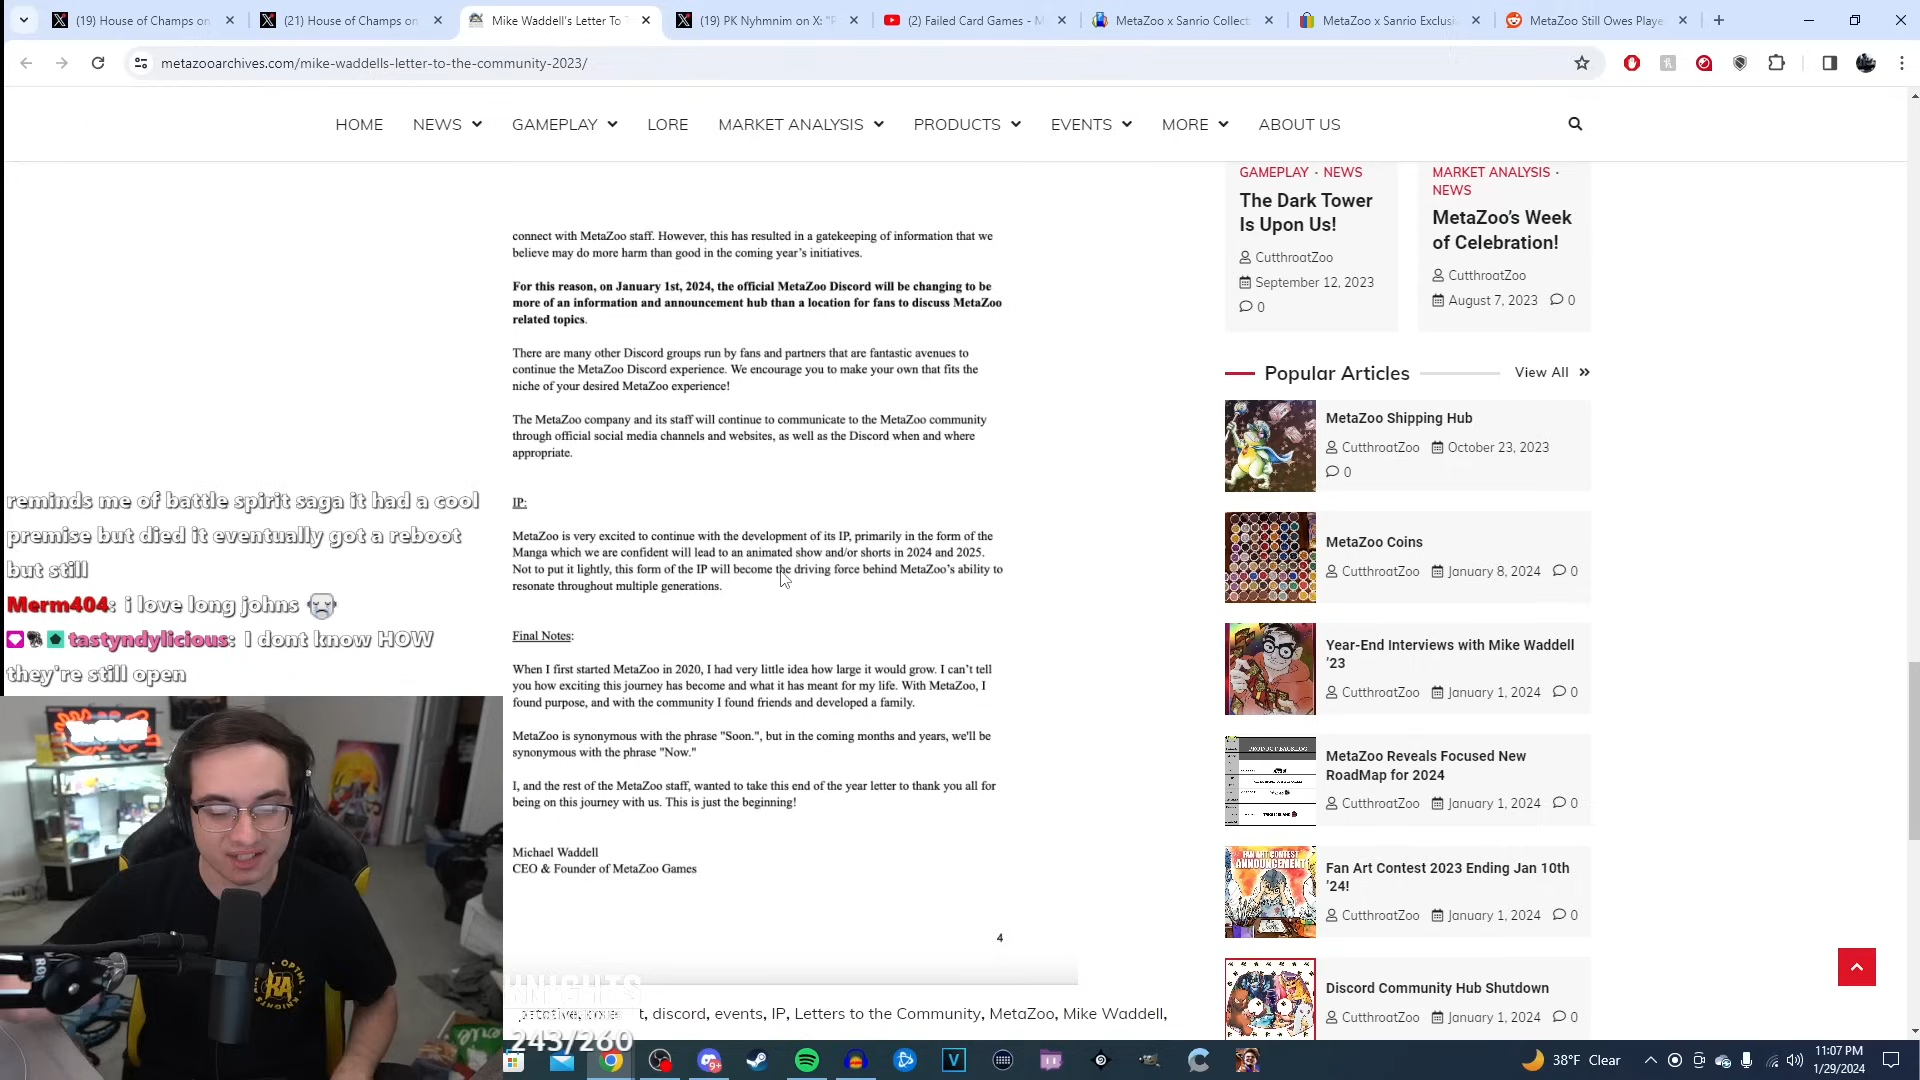 (19) House of Champs on
(21) House of Champs on
Mike Waddell's Letter To T
(19) PK Nyhmnim on X: "P
(2) Failed Card Games - M
MetaZoo x Sanrio Collect
MetaZoo x Sanrio Exclusi
MetaZoo Still Owes Playe
metazooarchives.com/mike-waddells-letter-to-the-community-2023/
HOME NEWS GAMEPLAY LORE MARKET ANALYSIS PRODUCTS EVENTS MORE ABOUT US
connect with MetaZoo staff. However, this has resulted in a gatekeeping of information that we
believe may do more harm than good in the coming year's initiatives.
For this reason, on January 1st, 2024, the official MetaZoo Discord will be changing to be
more of an information and announcement hub than a location for fans to discuss MetaZoo
related topics.
There are many other Discord groups run by fans and partners that are fantastic avenues to
continue the MetaZoo Discord experience. We encourage you to make your own that fits the
niche of your desired MetaZoo experience!
The MetaZoo company and its staff will continue to communicate to the MetaZoo community
through official social media channels and websites, as well as the Discord when and where
appropriate.
IP:
MetaZoo is very excited to continue with the development of its IP, primarily in the form of the
Manga which we are confident will lead to an animated show and/or shorts in 2024 and 2025.
Not to put it lightly, this form of the IP will become the driving force behind MetaZoo's ability to
resonate throughout multiple generations.
Final Notes:
When I first started MetaZoo in 2020, I had very little idea how large it would grow. I can't tell
you how exciting this journey has become and what it has meant for my life. With MetaZoo, I
found purpose, and with the community I found friends and developed a family.
MetaZoo is synonymous with the phrase "Soon.", but in the coming months and years, we'll be
synonymous with the phrase "Now."
I, and the rest of the MetaZoo staff, wanted to take this end of the year letter to thank you all for
being on this journey with us. This is just the beginning!
Michael Waddell
CEO & Founder of MetaZoo Games
4
discord, events, IP, Letters to the Community, MetaZoo, Mike Waddell,
GAMEPLAY · NEWS
The Dark Tower
Is Upon Us!
CutthroatZoo
September 12, 2023
0
MARKET ANALYSIS ·
NEWS
MetaZoo's Week
of Celebration!
CutthroatZoo
August 7, 2023 0
Popular Articles
View All
MetaZoo Shipping Hub
CutthroatZoo October 23, 2023
0
MetaZoo Coins
CutthroatZoo January 8, 2024 0
Year-End Interviews with Mike Waddell
'23
CutthroatZoo January 1, 2024 0
PRODUCT BACKLOG
MetaZoo Reveals Focused New
RoadMap for 2024
CutthroatZoo January 1, 2024 0
FAN ART CONTEST
ANNOUNCEMENT
Fan Art Contest 2023 Ending Jan 10th
'24!
CutthroatZoo January 1, 2024 0
Discord Community Hub Shutdown
CutthroatZoo January 1, 2024 0
reminds me of battle spirit saga it had a cool
premise but died it eventually got a reboot
but still
Merm404: i love long johns
tastyndylicious: I dont know HOW
they're still open
KA
KNIGHTS
243/260
38°F Clear
11:07 PM
1/29/2024